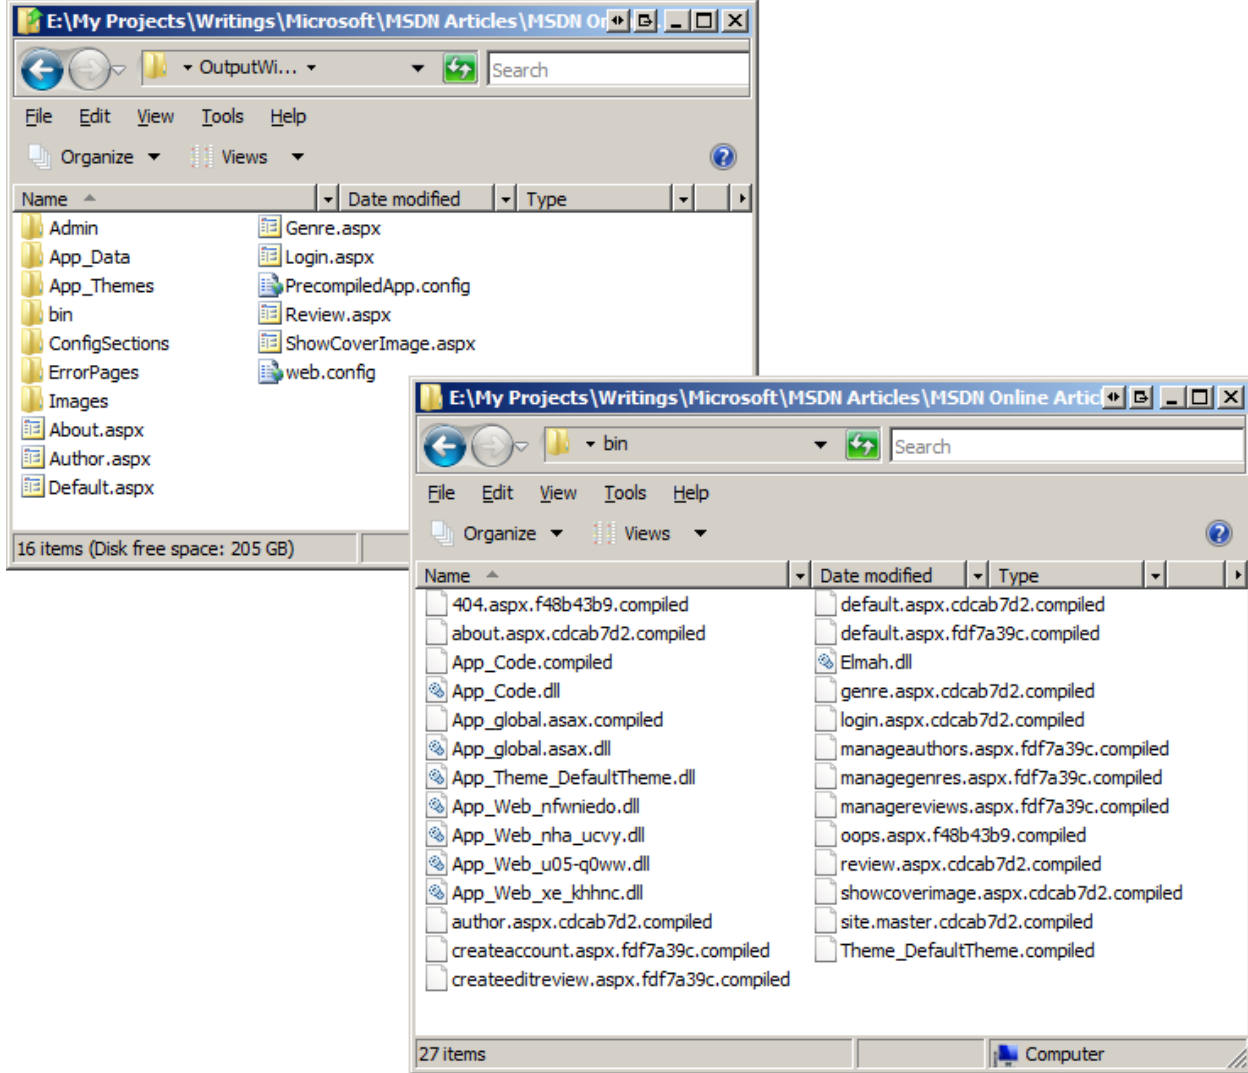 E:\My Projects\Writings\Microsoft\MSDN Articles\MSDN Or
OutputWi...
Search
File Edit View Tools Help
Organize Views
Name Date modified Type
Admin
App_Data
App_Themes
bin
ConfigSections
ErrorPages
Images
About.aspx
Author.aspx
Default.aspx
Genre.aspx
Login.aspx
PrecompiledApp.config
Review.aspx
ShowCoverImage.aspx
web.config
16 items (Disk free space: 205 GB)
E:\My Projects\Writings\Microsoft\MSDN Articles\MSDN Online Artic
bin
Search
File Edit View Tools Help
Organize Views
Name Date modified Type
404.aspx.f48b43b9.compiled
about.aspx.cdcab7d2.compiled
App_Code.compiled
App_Code.dll
App_global.asax.compiled
App_global.asax.dll
App_Theme_DefaultTheme.dll
App_Web_nfwniedo.dll
App_Web_nha_ucvy.dll
App_Web_u05-q0ww.dll
App_Web_xe_khhnc.dll
author.aspx.cdcab7d2.compiled
createaccount.aspx.fdf7a39c.compiled
createeditreview.aspx.fdf7a39c.compiled
default.aspx.cdcab7d2.compiled
default.aspx.fdf7a39c.compiled
Elmah.dll
genre.aspx.cdcab7d2.compiled
login.aspx.cdcab7d2.compiled
manageauthors.aspx.fdf7a39c.compiled
managegenres.aspx.fdf7a39c.compiled
managereviews.aspx.fdf7a39c.compiled
oops.aspx.f48b43b9.compiled
review.aspx.cdcab7d2.compiled
showcoverimage.aspx.cdcab7d2.compiled
site.master.cdcab7d2.compiled
Theme_DefaultTheme.compiled
27 items
Computer